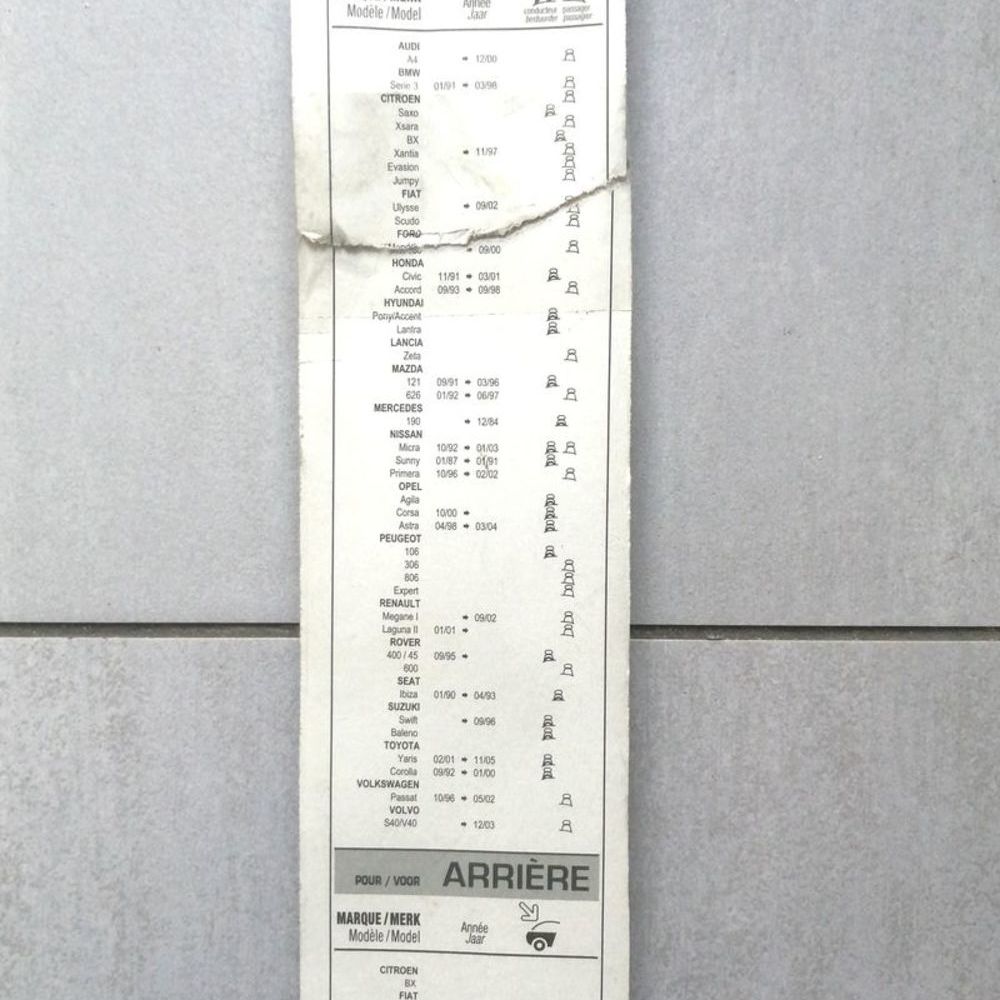 Modèle / Model Année Jaar conducteur passager
bestuurder passagier
AUDI
A4 → 12/00
BMW
Serie 3 01/91 → 03/98
CITROEN
Saxo
Xsara
BX
Xantia → 11/97
Evasion
Jumpy
FIAT
Ulysse → 09/02
Scudo
FORD
→ 09/00
HONDA
Civic 11/91 → 03/01
Accord 09/93 → 09/98
HYUNDAI
Pony/Accent
Lantra
LANCIA
Zeta
MAZDA
121 09/91 → 03/96
626 01/92 → 06/97
MERCEDES
190 → 12/84
NISSAN
Micra 10/92 → 01/03
Sunny 01/87 → 01/91
Primera 10/96 → 02/02
OPEL
Agila
Corsa 10/00 →
Astra 04/98 → 03/04
PEUGEOT
106
306
806
Expert
RENAULT
Megane I → 09/02
Laguna II 01/01 →
ROVER
400 / 45 09/95 →
600
SEAT
Ibiza 01/90 → 04/93
SUZUKI
Swift → 09/96
Baleno
TOYOTA
Yaris 02/01 → 11/05
Corolla 09/92 → 01/00
VOLKSWAGEN
Passat 10/96 → 05/02
VOLVO
S40/V40 → 12/03
POUR / VOOR ARRIÈRE
MARQUE / MERK Année
Modèle / Model Jaar
CITROEN
BX
FIAT